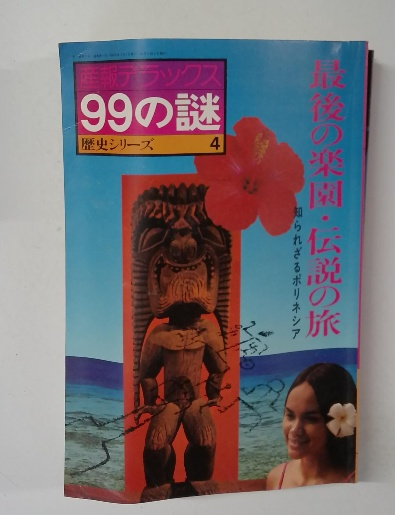 産報デラックス
99の謎
歴史シリーズ 4
最後の楽園・伝説の旅
知られざるポリネシア